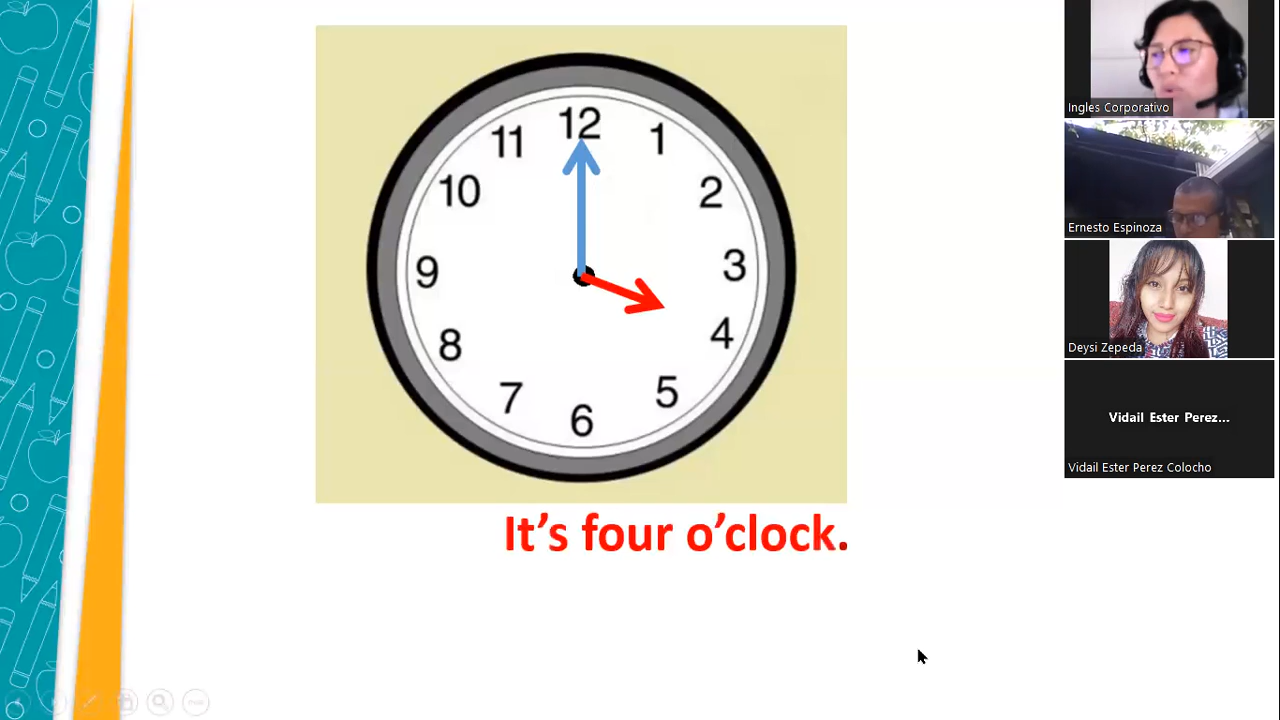 12
11
1
10
2
9
3
8
4
7
5
6
It’s four o’clock.
Ingles Corporativo
Ernesto Espinoza
Deysi Zepeda
Vidail Ester Perez...
Vidail Ester Perez Colocho